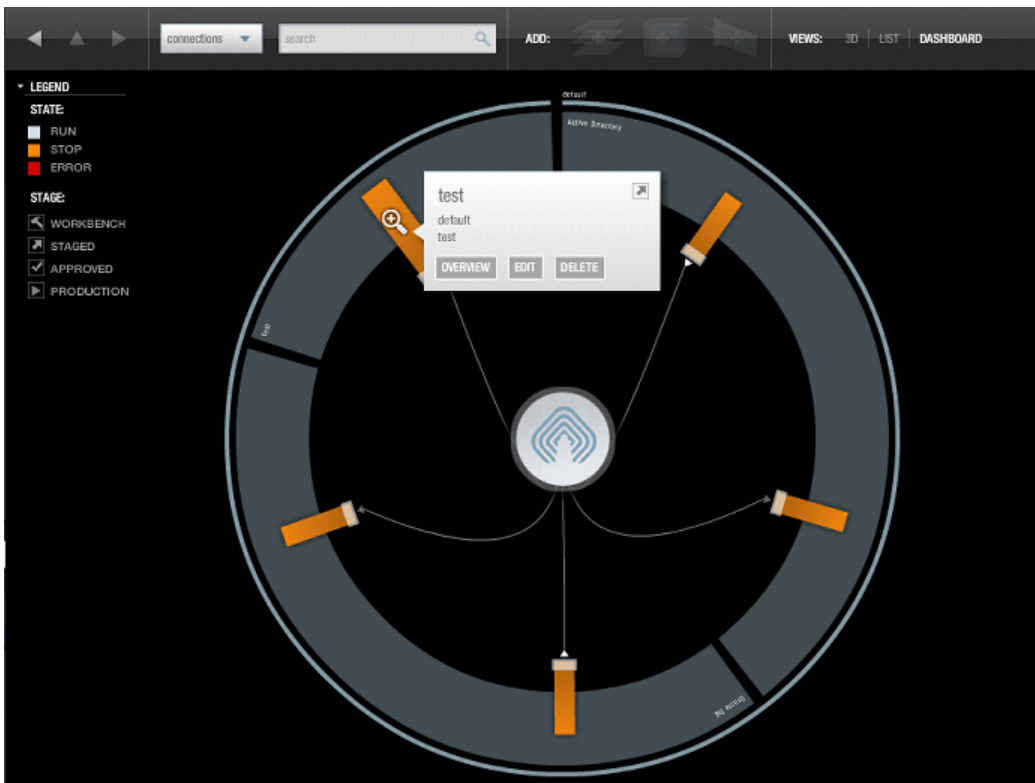 connections
search
ADD:
VIEWS: 3D | LIST | DASHBOARD
LEGEND
STATE:
RUN
STOP
ERROR
STAGE:
WORKBENCH
STAGED
APPROVED
PRODUCTION
default
Active Directory
test
default
test
OVERVIEW
EDIT
DELETE
test